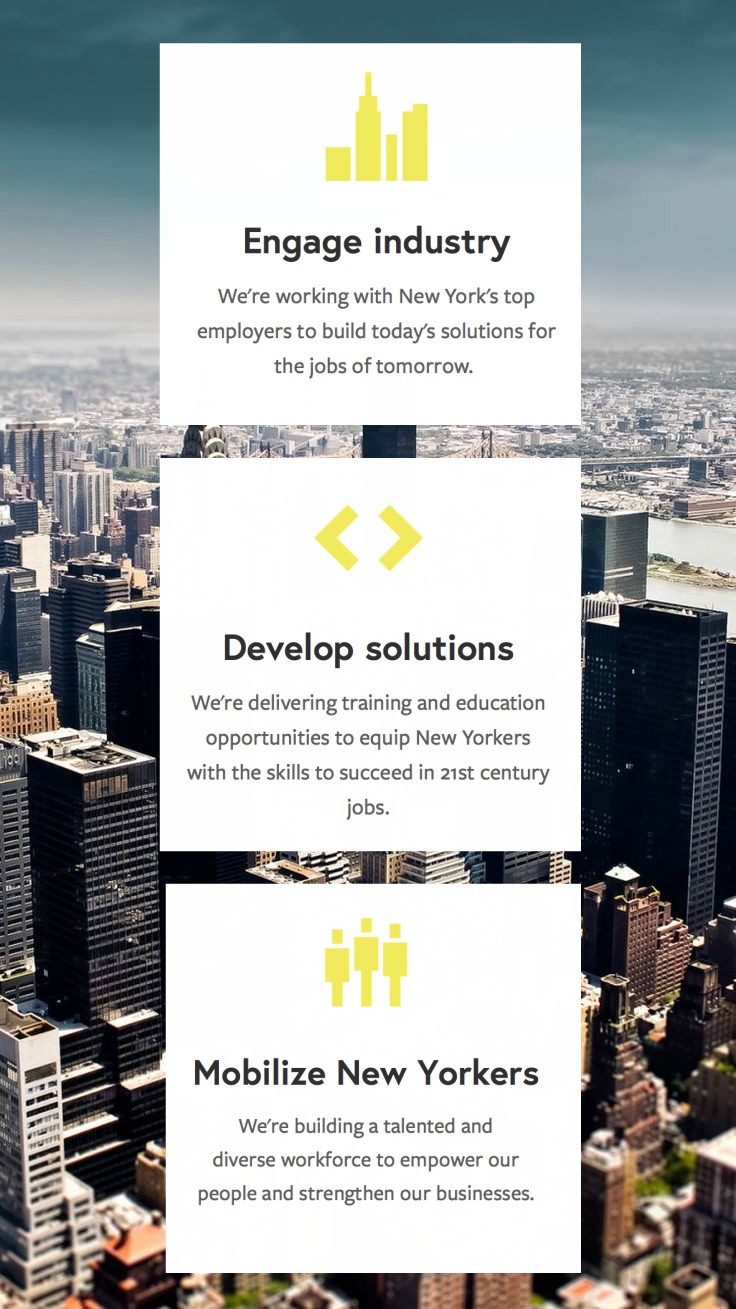 Engage industry
We're working with New York's top
employers to build today's solutions for
the jobs of tomorrow.
Develop solutions
We're delivering training and education
opportunities to equip New Yorkers
with the skills to succeed in 21st century
jobs.
Mobilize New Yorkers
We're building a talented and
diverse workforce to empower our
people and strengthen our businesses.